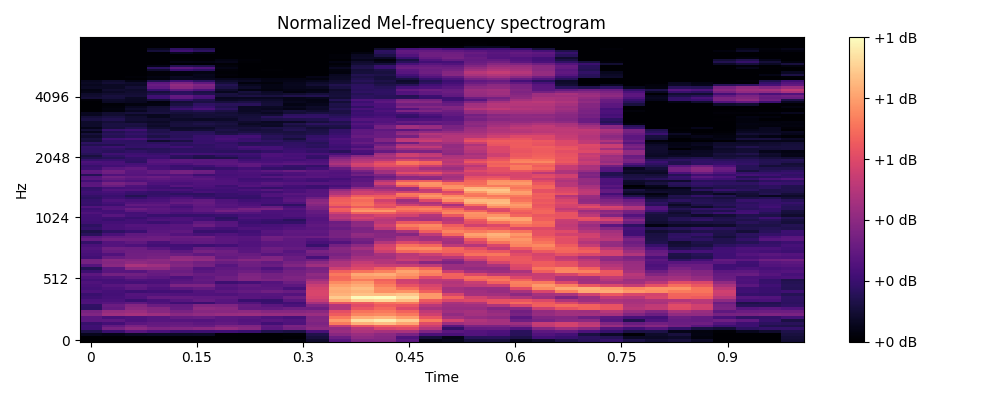 Normalized Mel-frequency spectrogram
Hz
4096
2048
1024
512
0
0 0.15 0.3 0.45 0.6 0.75 0.9
Time
+1 dB
+1 dB
+1 dB
+0 dB
+0 dB
+0 dB